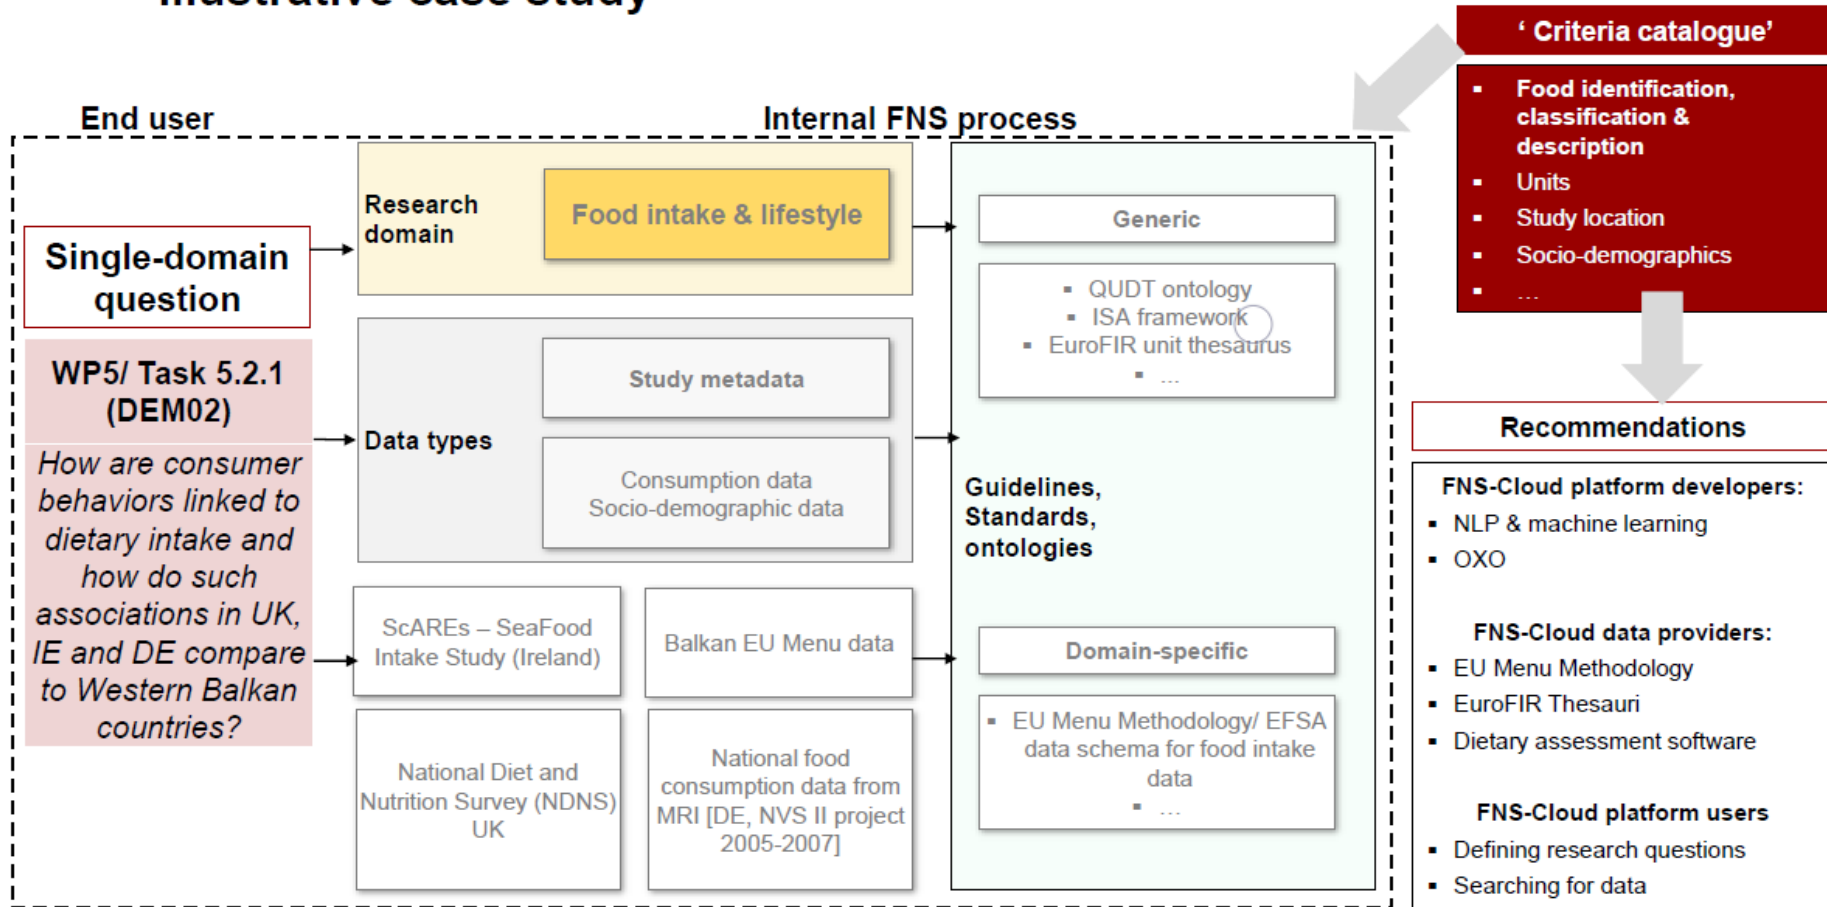 Illustrative case study
End user
Internal FNS process
Single-domain
question
WP5/ Task 5.2.1
(DEM02)
How are consumer
behaviors linked to
dietary intake and
how do such
associations in UK,
IE and DE compare
to Western Balkan
countries?
Research
domain
Food intake & lifestyle
Data types
Study metadata
Consumption data
Socio-demographic data
ScAREs – SeaFood
Intake Study (Ireland)
Balkan EU Menu data
National Diet and
Nutrition Survey (NDNS)
UK
National food
consumption data from
MRI [DE, NVS II project
2005-2007]
Generic
▪ QUDT ontology
▪ ISA framework
▪ EuroFIR unit thesaurus
▪ ...
Guidelines,
Standards,
ontologies
Domain-specific
▪ EU Menu Methodology/ EFSA
data schema for food intake
data
▪ ...
‘ Criteria catalogue’
▪ Food identification,
classification &
description
▪ Units
▪ Study location
▪ Socio-demographics
▪ ...
Recommendations
FNS-Cloud platform developers:
▪ NLP & machine learning
▪ OXO
FNS-Cloud data providers:
▪ EU Menu Methodology
▪ EuroFIR Thesauri
▪ Dietary assessment software
FNS-Cloud platform users
▪ Defining research questions
▪ Searching for data